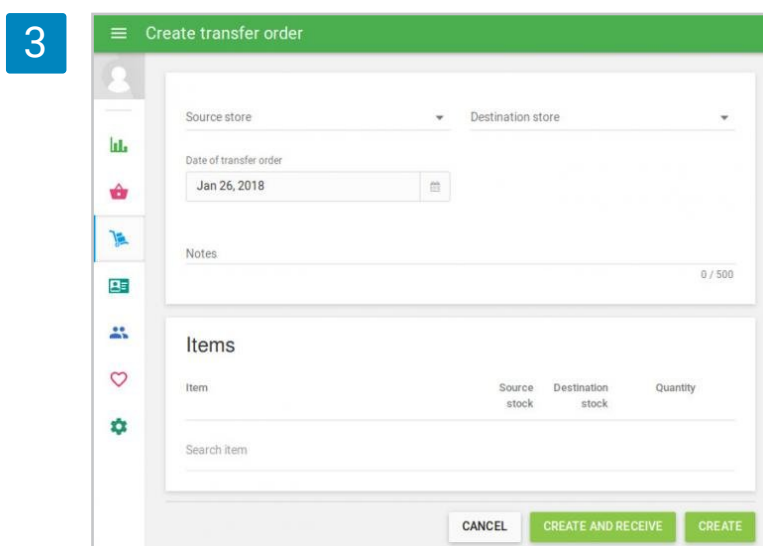 3
Create transfer order
Source store Destination store
Date of transfer order
Jan 26, 2018
Notes
0 / 500
Items
Item Source stock Destination stock Quantity
Search item
CANCEL CREATE AND RECEIVE CREATE